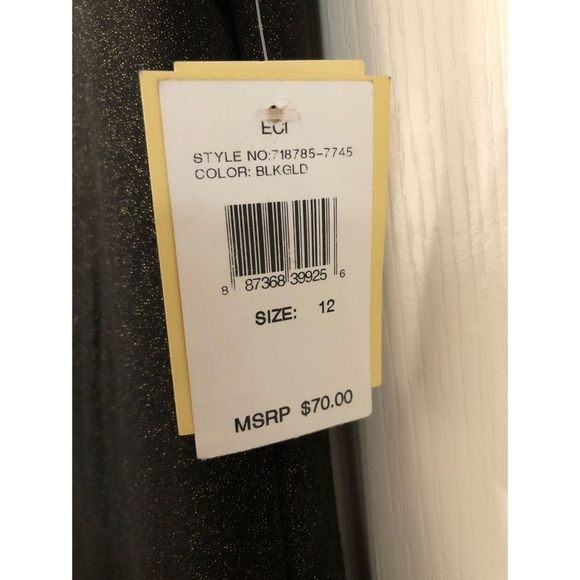 ECI
STYLE NO:718785-7745
COLOR: BLKGLD
8 87368 39925 6
SIZE: 12
MSRP $70.00